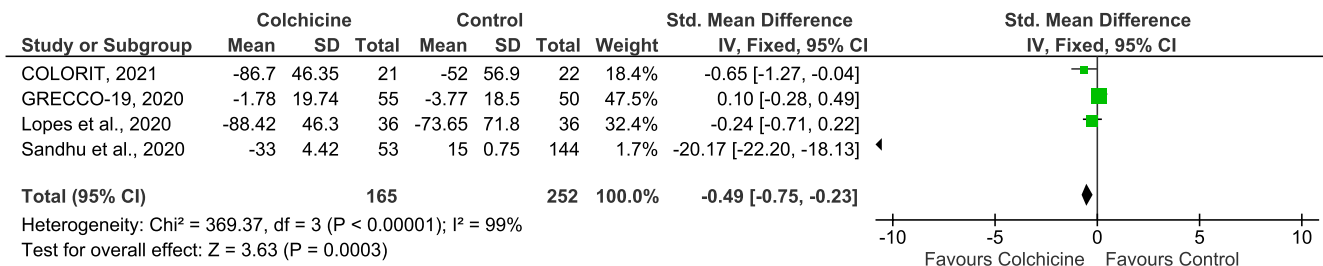 Colchicine Control Std. Mean Difference Std. Mean Difference
Study or Subgroup Mean SD Total Mean SD Total Weight IV, Fixed, 95% CI IV, Fixed, 95% CI
COLORIT, 2021 -86.7 46.35 21 -52 56.9 22 18.4% -0.65 [-1.27, -0.04]
GRECCO-19, 2020 -1.78 19.74 55 -3.77 18.5 50 47.5% 0.10 [-0.28, 0.49]
Lopes et al., 2020 -88.42 46.3 36 -73.65 71.8 36 32.4% -0.24 [-0.71, 0.22]
Sandhu et al., 2020 -33 4.42 53 15 0.75 144 1.7% -20.17 [-22.20, -18.13]
Total (95% CI) 165 252 100.0% -0.49 [-0.75, -0.23]
Heterogeneity: Chi² = 369.37, df = 3 (P < 0.00001); I² = 99%
Test for overall effect: Z = 3.63 (P = 0.0003)
-10 -5 0 5 10
Favours Colchicine Favours Control